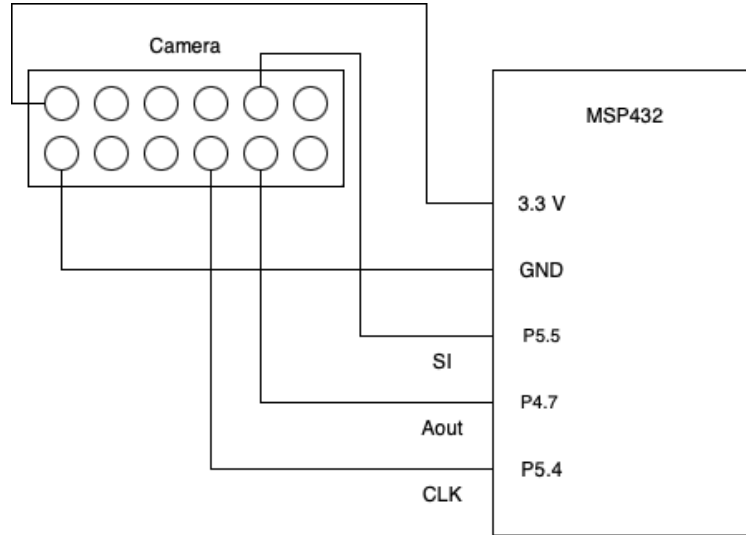 Camera
MSP432
3.3 V
GND
P5.5
SI
P4.7
Aout
P5.4
CLK